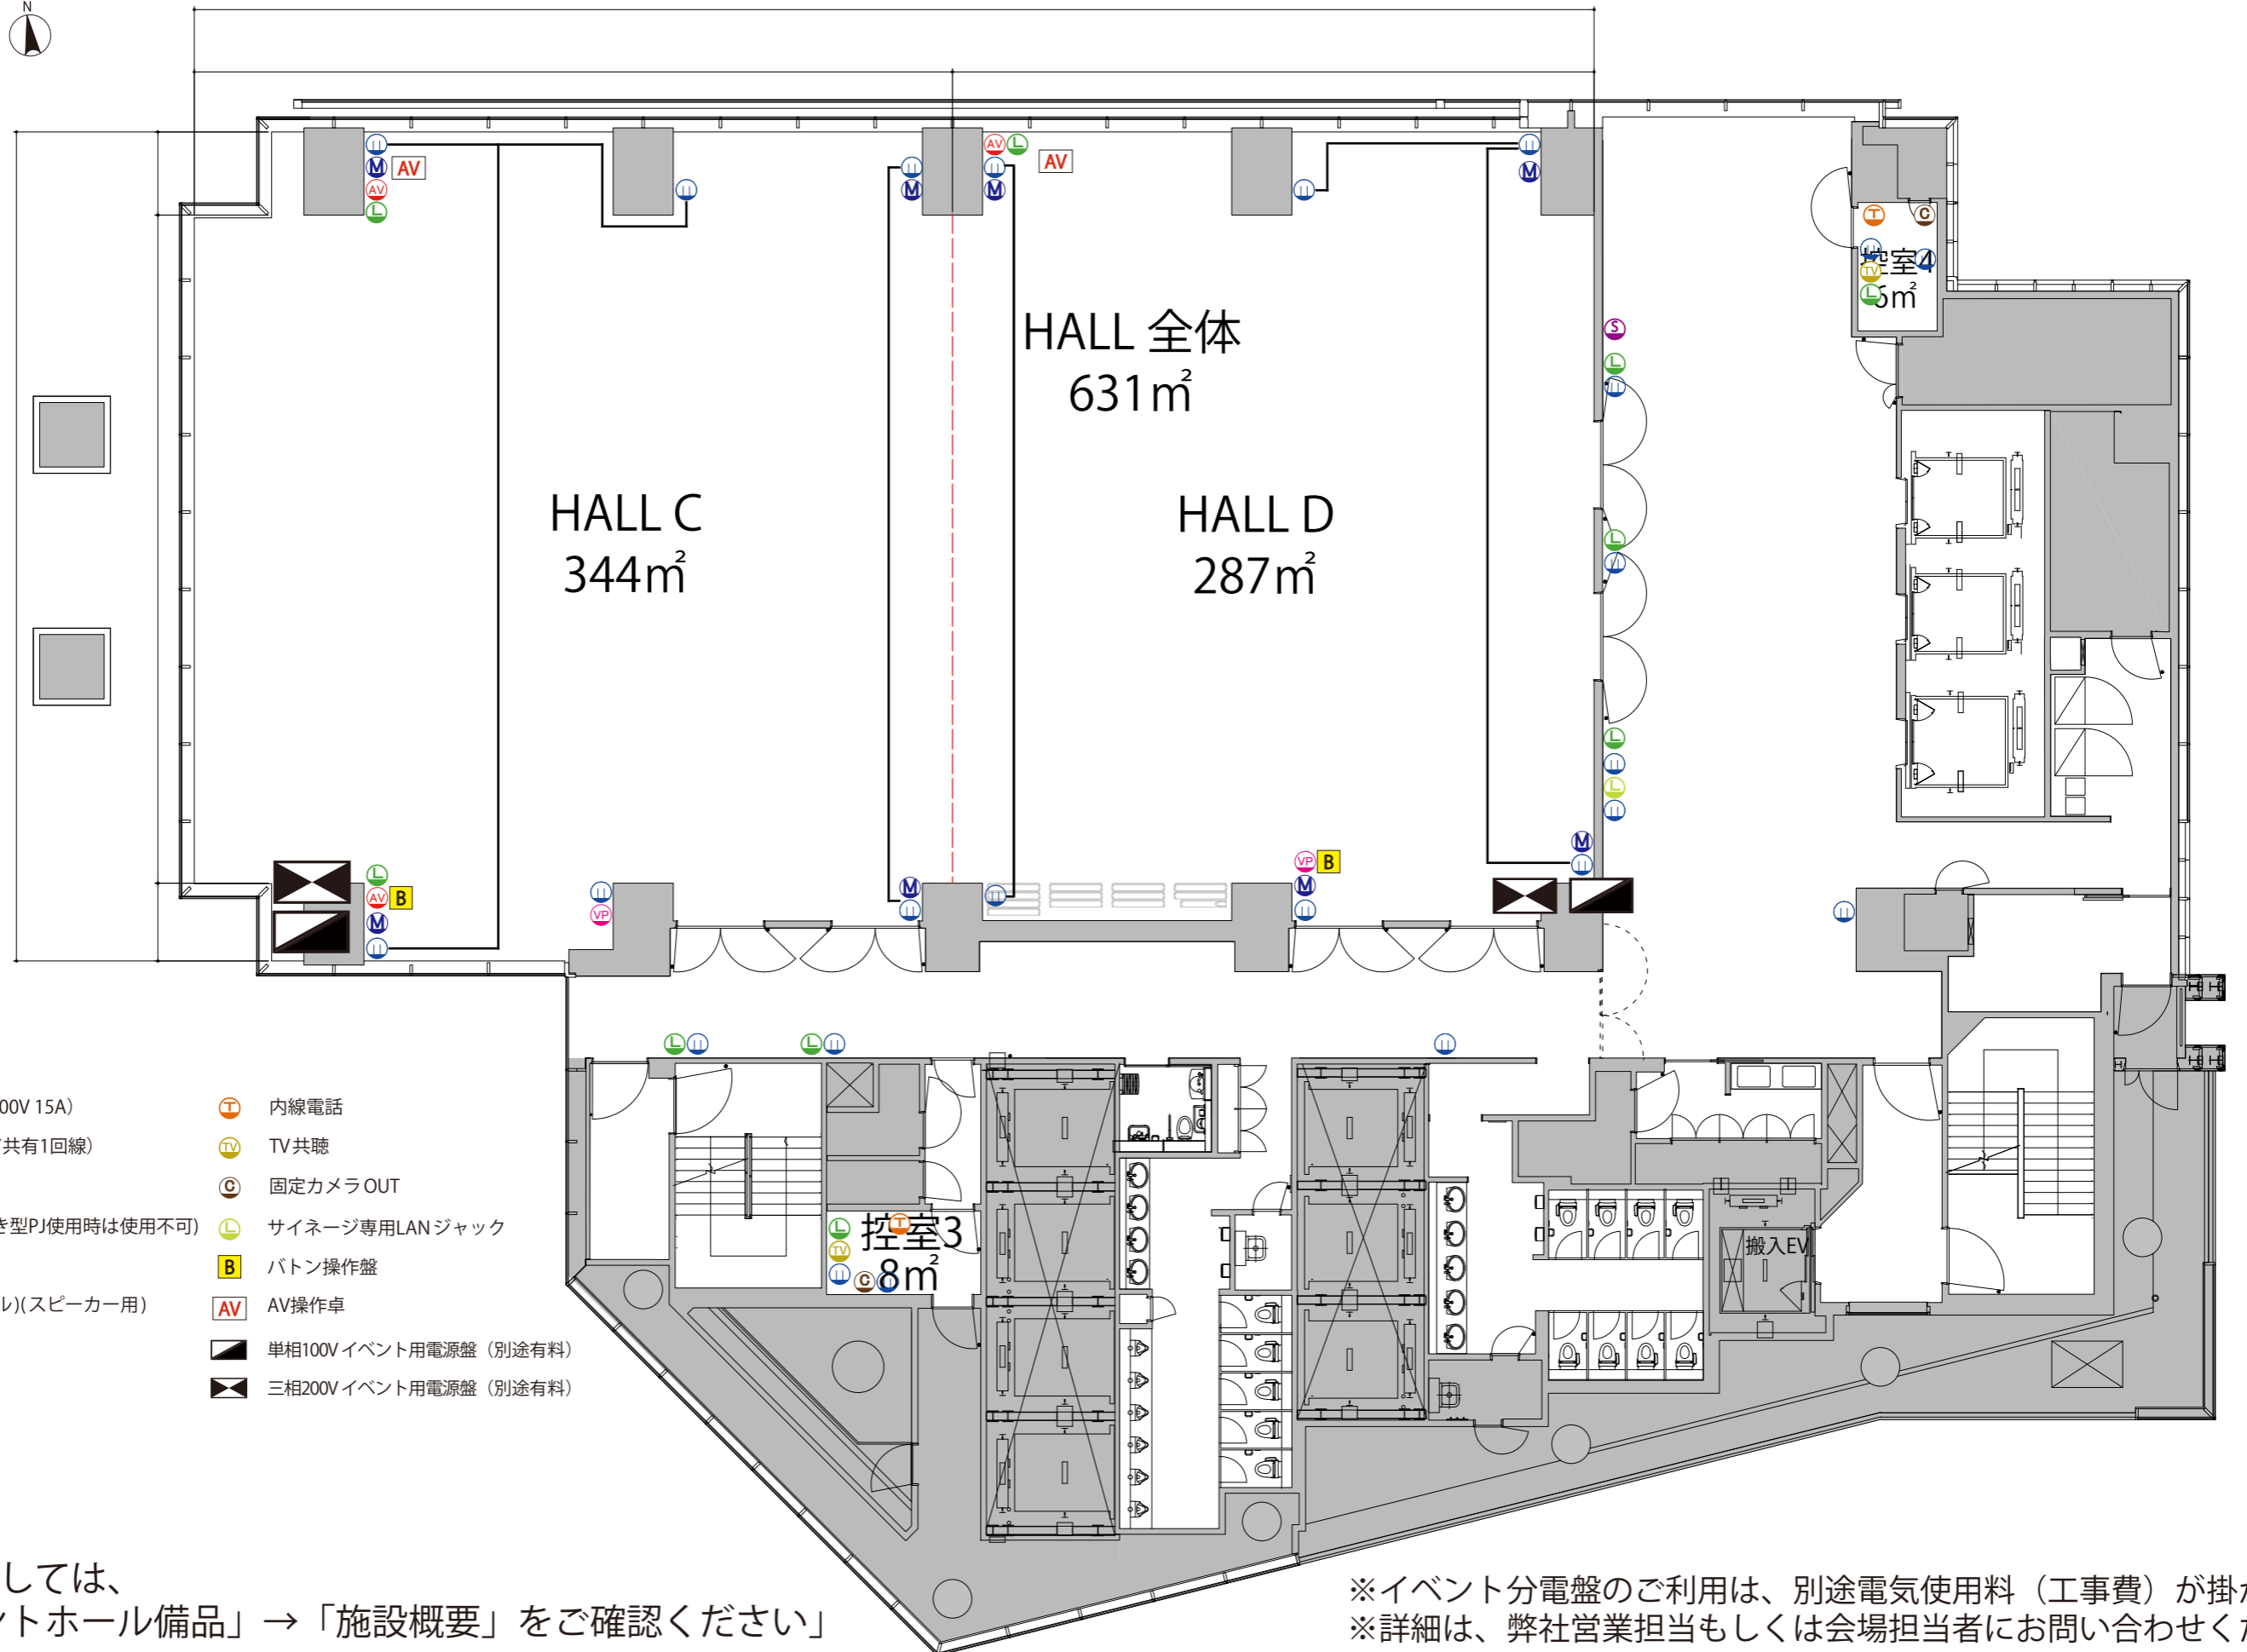 N
AV
AV
HALL 全体
631㎡
控室4
6㎡
HALL C
344㎡
HALL D
287㎡
B
B
00V 15A）
内線電話
共有1回線）
TV共聴
固定カメラOUT
き型PJ使用時は使用不可)
サイネージ専用LANジャック
B
バトン操作盤
ル)(スピーカー用)
AV
AV操作卓
単相100Vイベント用電源盤（別途有料）
三相200Vイベント用電源盤（別途有料）
控室3
8㎡
搬入EV
しては、
ントホール備品」→「施設概要」をご確認ください」
※イベント分電盤のご利用は、別途電気使用料（工事費）が掛か
※詳細は、弊社営業担当もしくは会場担当者にお問い合わせくだ